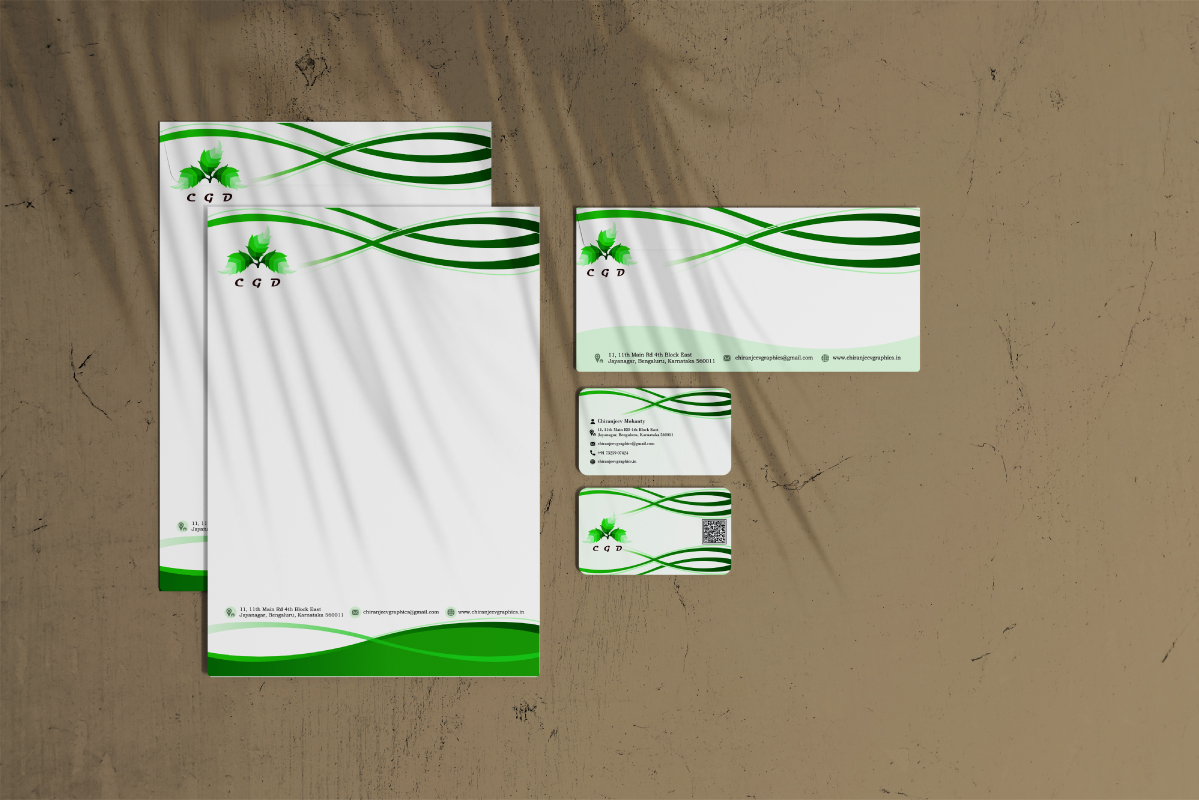 C G D
11, 11
Jayan
C G D
11, 11th Main Rd 4th Block East
Jayanagar, Bengaluru, Karnataka 560011
chiranjeevgraphics@gmail.com
www.chiranjeevgraphics.in
C G D
11, 11th Main Rd 4th Block East
Jayanagar, Bengaluru, Karnataka 560011
chiranjeevgraphics@gmail.com
www.chiranjeevgraphics.in
Chiranjeev Mohanty
11, 11th Main RD 4th Block East
Jayanagar, Bengaluru, Karnataka 560011
chiranjeevgraphics@gmail.com
+91
chiranjeevgraphics.in
C G D